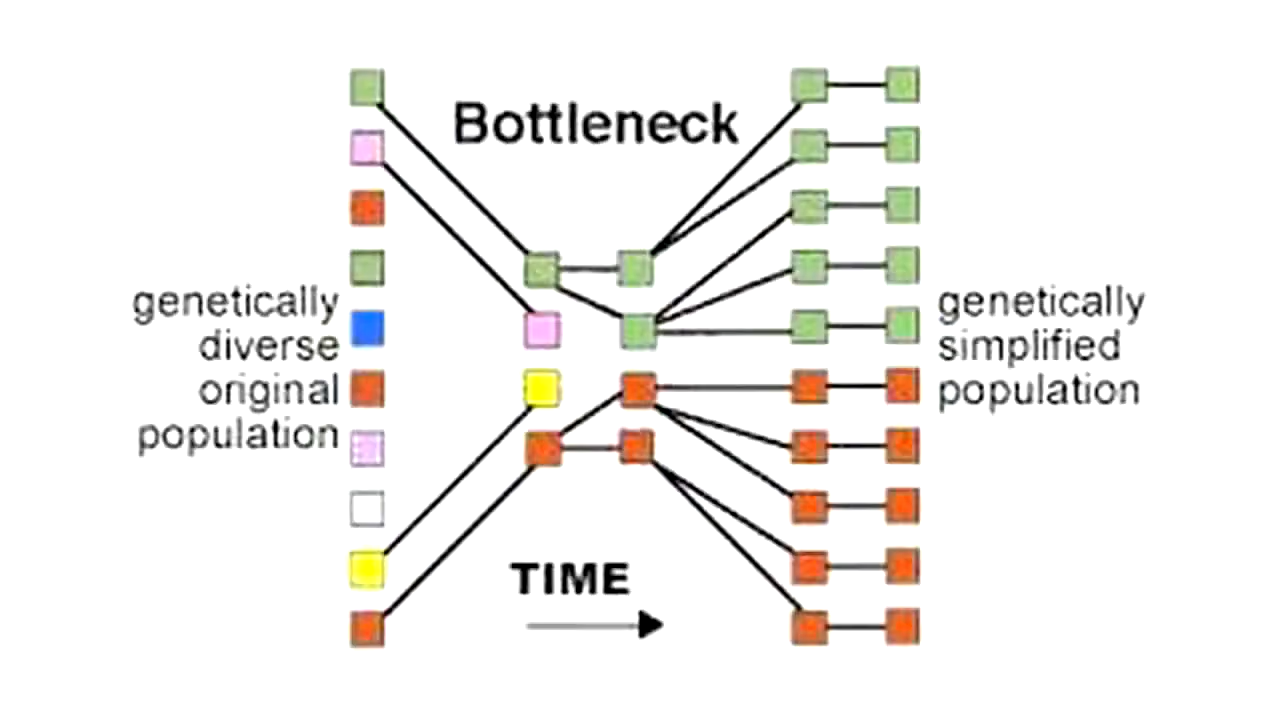 Bottleneck
genetically
diverse
original
population
genetically
simplified
population
TIME